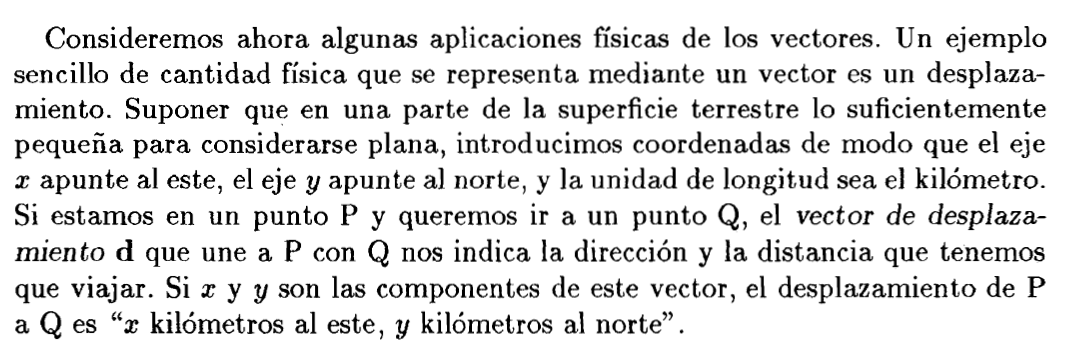 Consideremos ahora algunas aplicaciones físicas de los vectores. Un ejemplo
sencillo de cantidad física que se representa mediante un vector es un desplaza-
miento. Suponer que en una parte de la superficie terrestre lo suficientemente
pequeña para considerarse plana, introducimos coordenadas de modo que el eje
x apunte al este, el eje y apunte al norte, y la unidad de longitud sea el kilómetro.
Si estamos en un punto P y queremos ir a un punto Q, el vector de desplaza-
miento d que une a P con Q nos indica la dirección y la distancia que tenemos
que viajar. Si x y y son las componentes de este vector, el desplazamiento de P
a Q es “x kilómetros al este, y kilómetros al norte”.